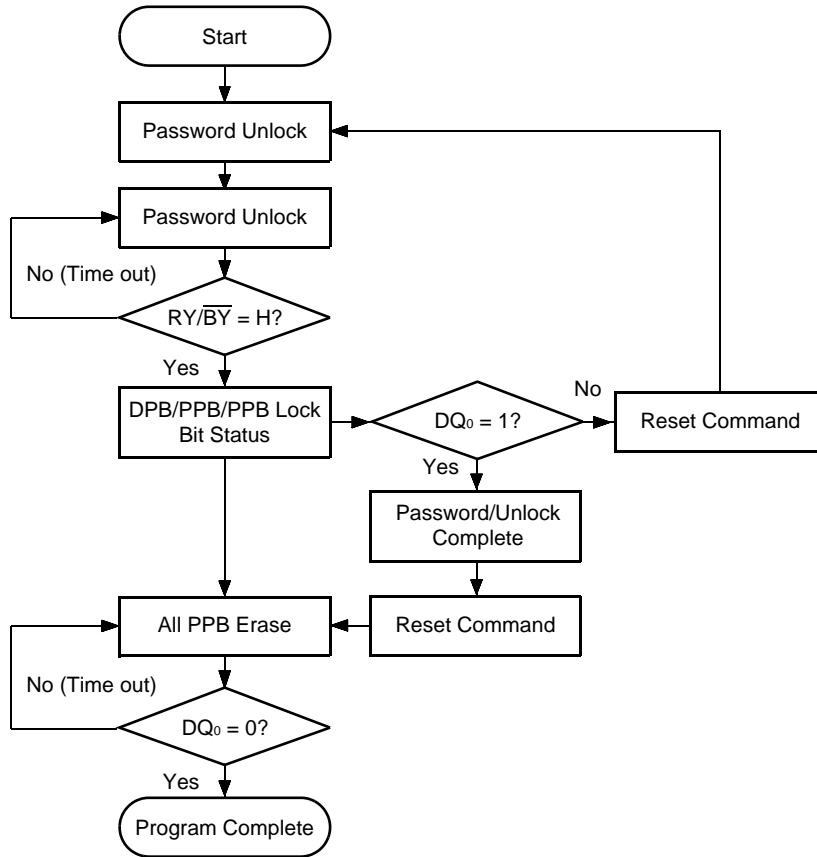 Start
Password Unlock
Password Unlock
No (Time out)
RY/B̅Y̅ = H?
Yes
DPB/PPB/PPB Lock
Bit Status
DQ₀ = 1?
No
Reset Command
Yes
Password/Unlock
Complete
All PPB Erase
Reset Command
No (Time out)
DQ₀ = 0?
Yes
Program Complete